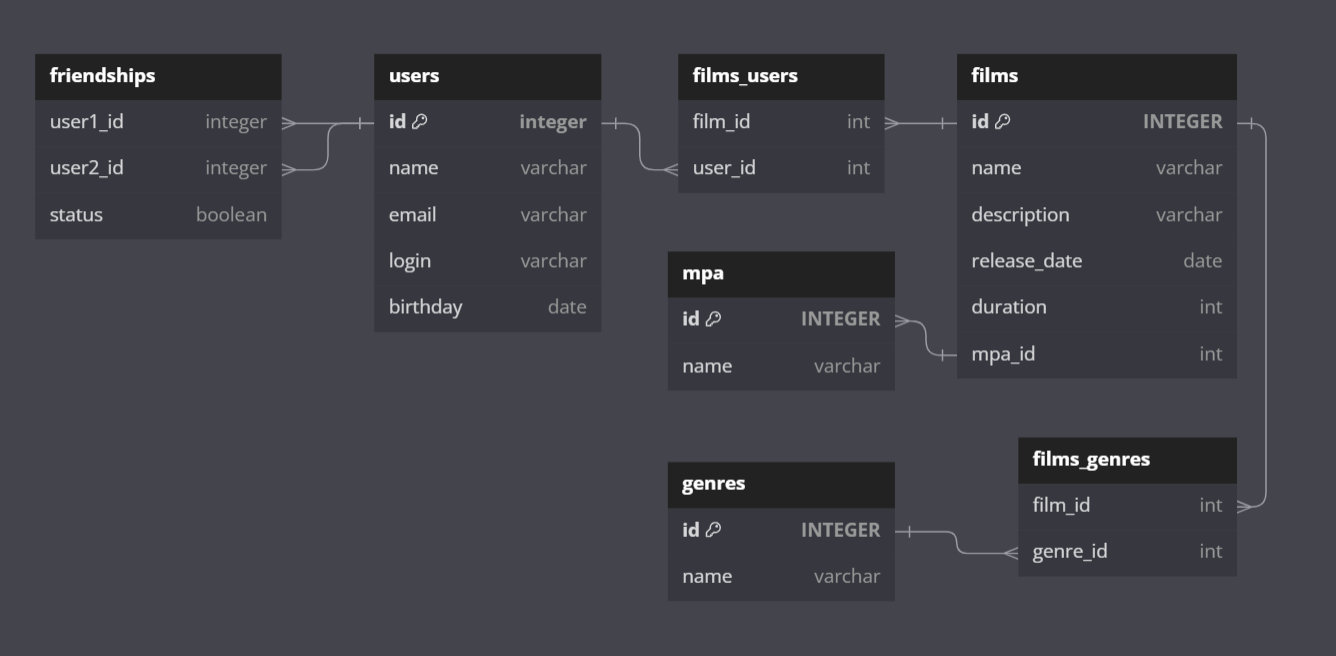 friendships
user1_id integer
user2_id integer
status boolean
users
id integer
name varchar
email varchar
login varchar
birthday date
films_users
film_id int
user_id int
films
id INTEGER
name varchar
description varchar
release_date date
duration int
mpa_id int
mpa
id INTEGER
name varchar
genres
id INTEGER
name varchar
films_genres
film_id int
genre_id int